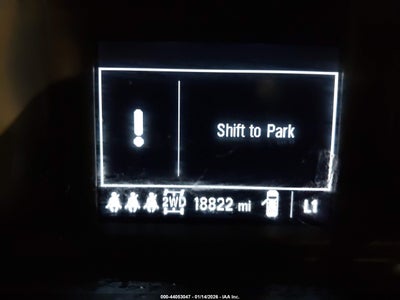 !
Shift to Park
2WD 18822 mi L1
000-44053047 - 01/14/2026 - IAA Inc.